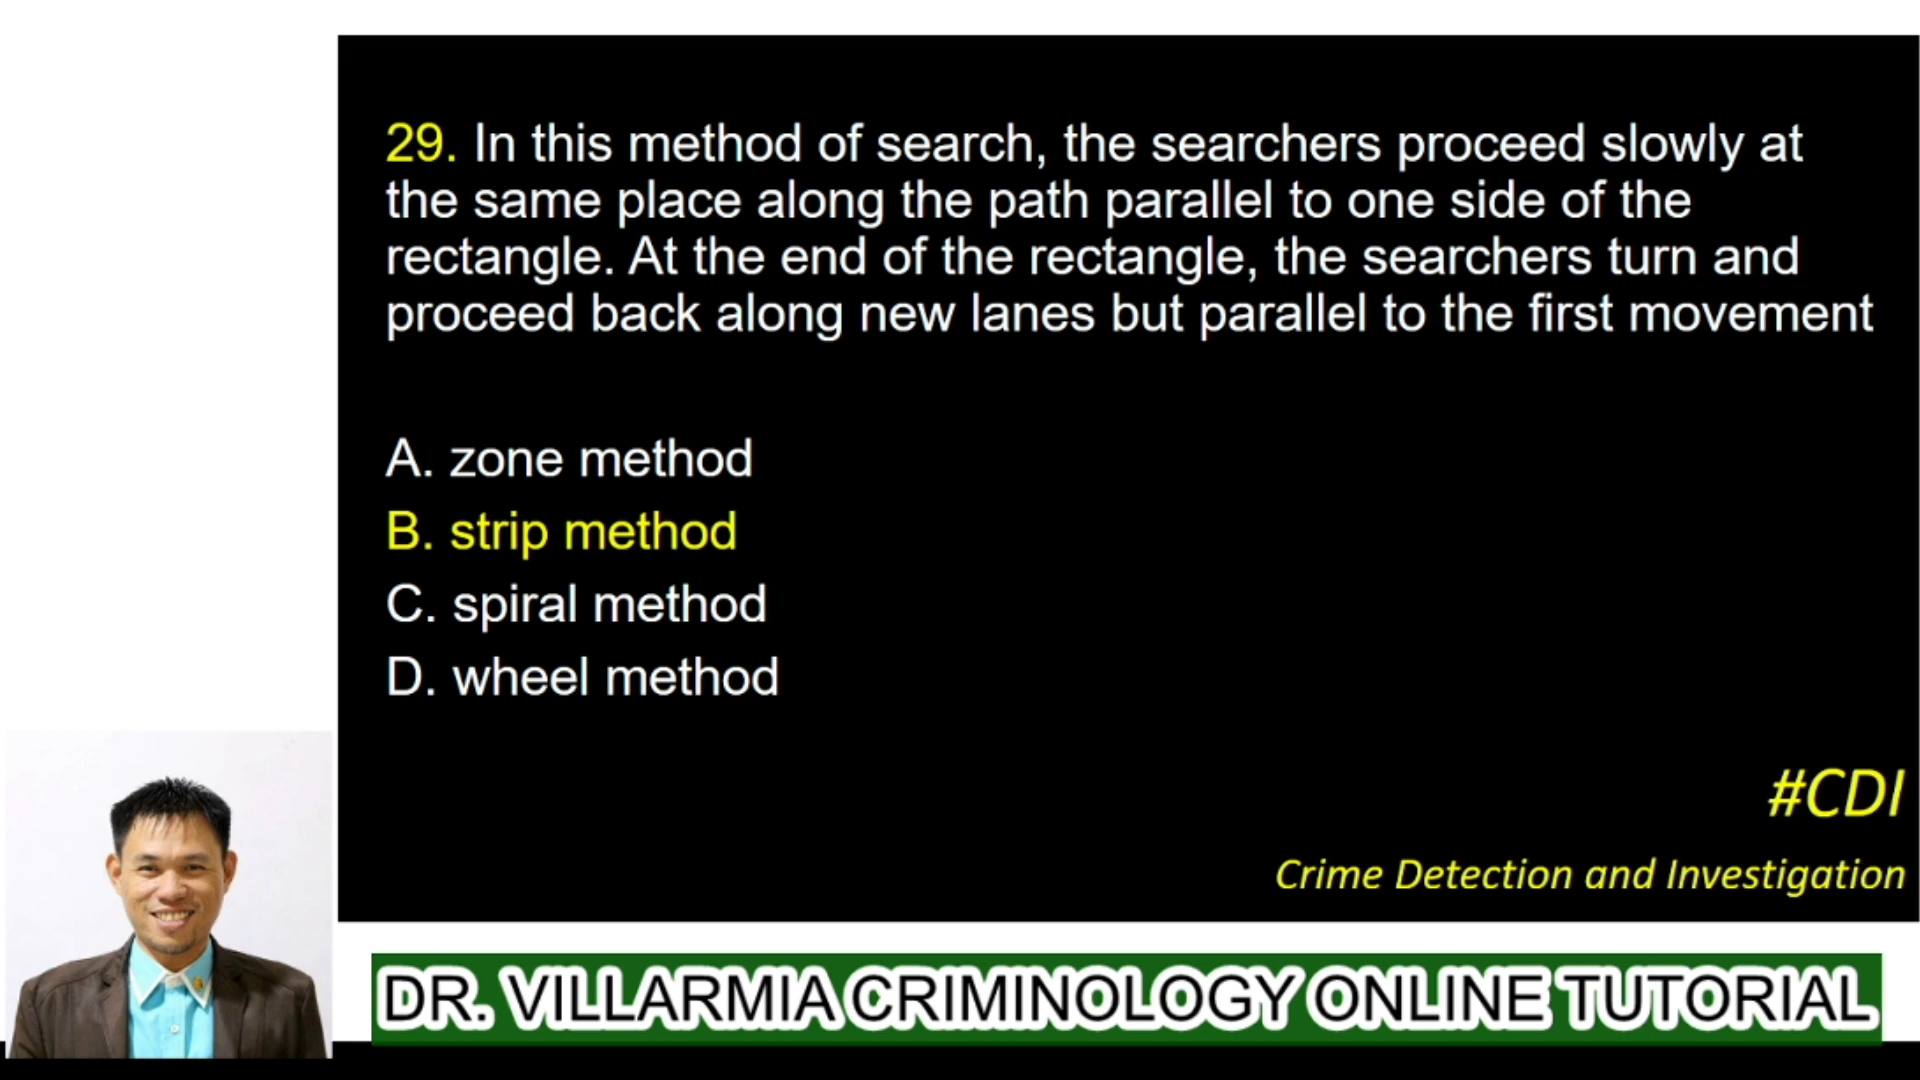 29. In this method of search, the searchers proceed slowly at
the same place along the path parallel to one side of the
rectangle. At the end of the rectangle, the searchers turn and
proceed back along new lanes but parallel to the first movement
A. zone method
B. strip method
C. spiral method
D. wheel method
#CDI
Crime Detection and Investigation
DR. VILLARMIA CRIMINOLOGY ONLINE TUTORIAL